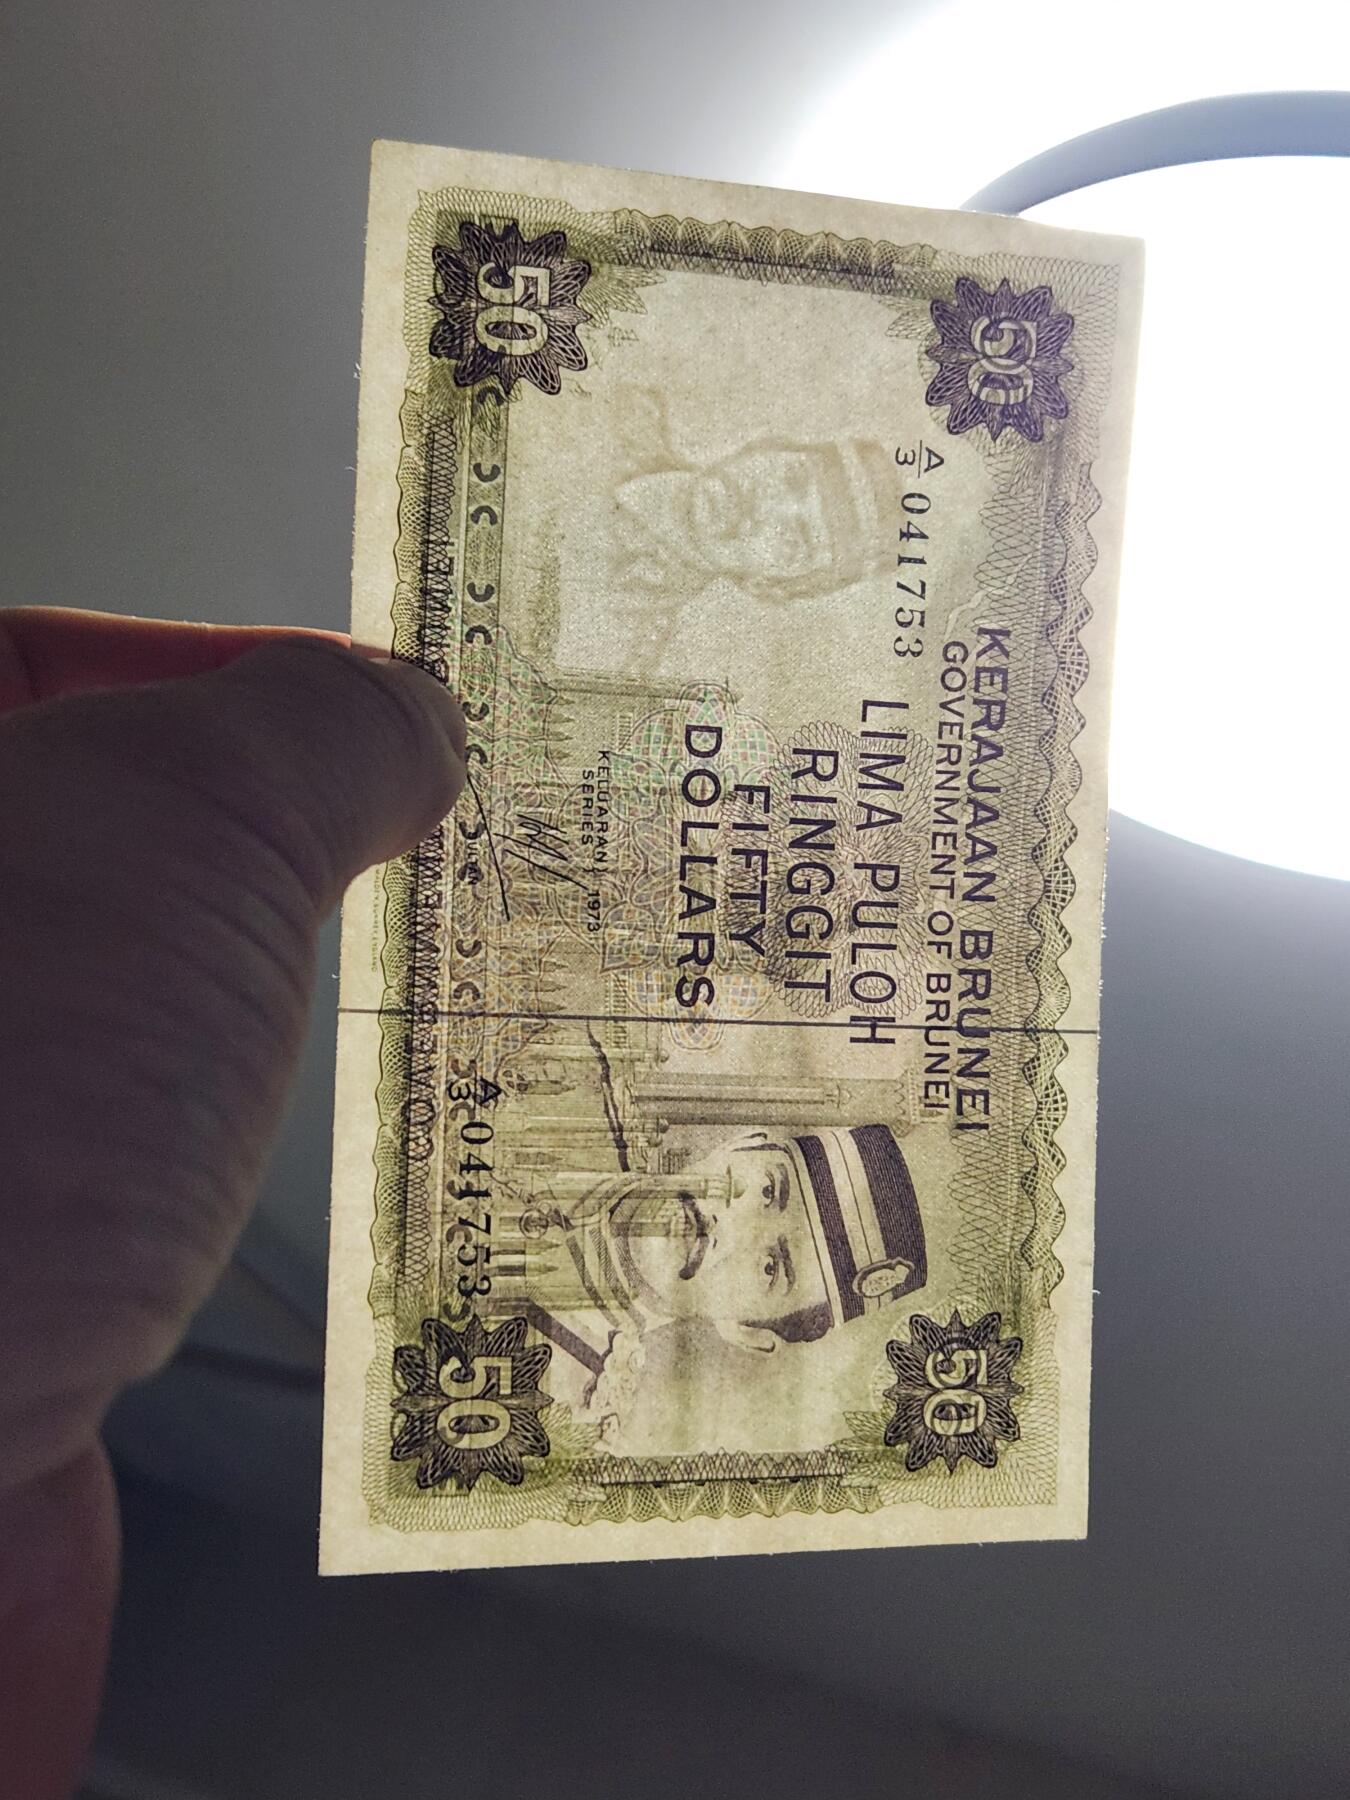 KERAJAAN BRUNEI
GOVERNMENT OF BRUNEI
50
50
A/3 041753
LIMA PULOH
RINGGIT
FIFTY
DOLLARS
KELUARAN } 1973
SERIES
A/3 041753
50
50